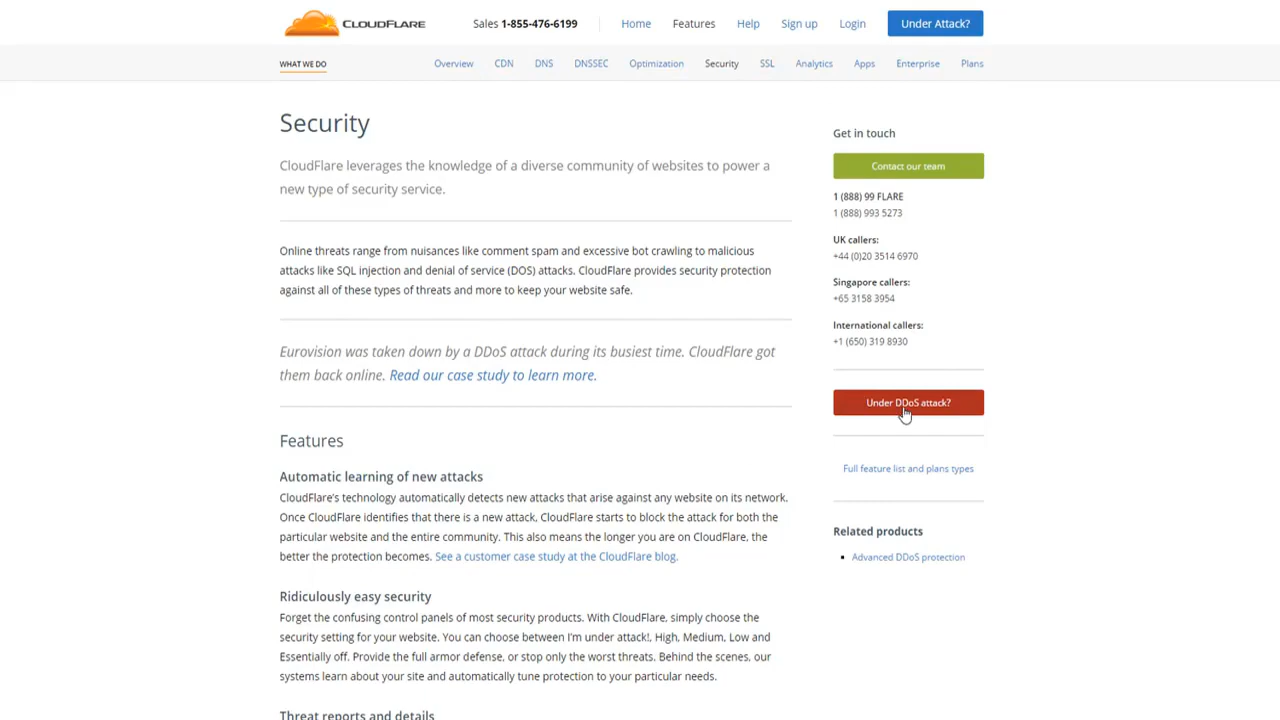 CLOUDFLARE
Sales 1-855-476-6199
Home Features Help Sign up Login Under Attack?
WHAT WE DO
Overview CDN DNS DNSSEC Optimization Security SSL Analytics Apps Enterprise Plans
Security
CloudFlare leverages the knowledge of a diverse community of websites to power a
new type of security service.
Online threats range from nuisances like comment spam and excessive bot crawling to malicious
attacks like SQL injection and denial of service (DOS) attacks. CloudFlare provides security protection
against all of these types of threats and more to keep your website safe.
Eurovision was taken down by a DDoS attack during its busiest time. CloudFlare got
them back online. Read our case study to learn more.
Features
Automatic learning of new attacks
CloudFlare's technology automatically detects new attacks that arise against any website on its network.
Once CloudFlare identifies that there is a new attack, CloudFlare starts to block the attack for both the
particular website and the entire community. This also means the longer you are on CloudFlare, the
better the protection becomes. See a customer case study at the CloudFlare blog.
Ridiculously easy security
Forget the confusing control panels of most security products. With CloudFlare, simply choose the
security setting for your website. You can choose between I'm under attack!, High, Medium, Low and
Essentially off. Provide the full armor defense, or stop only the worst threats. Behind the scenes, our
systems learn about your site and automatically tune protection to your particular needs.
Threat reports and details
Get in touch
Contact our team
1 (888) 99 FLARE
1 (888) 993 5273
UK callers:
+44 (0)20 3514 6970
Singapore callers:
+65 3158 3954
International callers:
+1 (650) 319 8930
Under DDoS attack?
Full feature list and plans types
Related products
Advanced DDoS protection